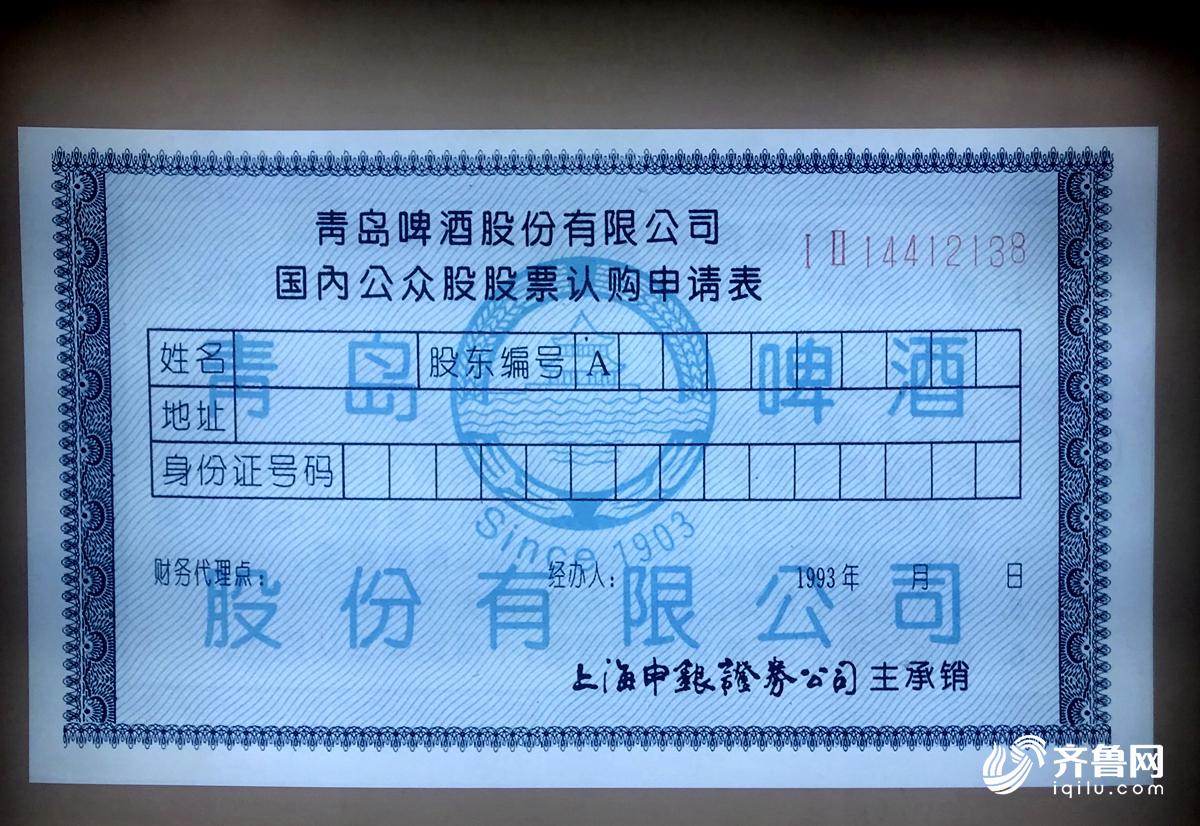 青岛啤酒股份有限公司
I II 14412138
国内公众股股票认购申请表
姓名 股东编号 A
地址
身份证号码
青岛啤酒
Since 1903
股份有限公司
财务代理点： 经办人： 1993年 月 日
上海申銀證券公司 主承销
齐鲁网
iqilu.com